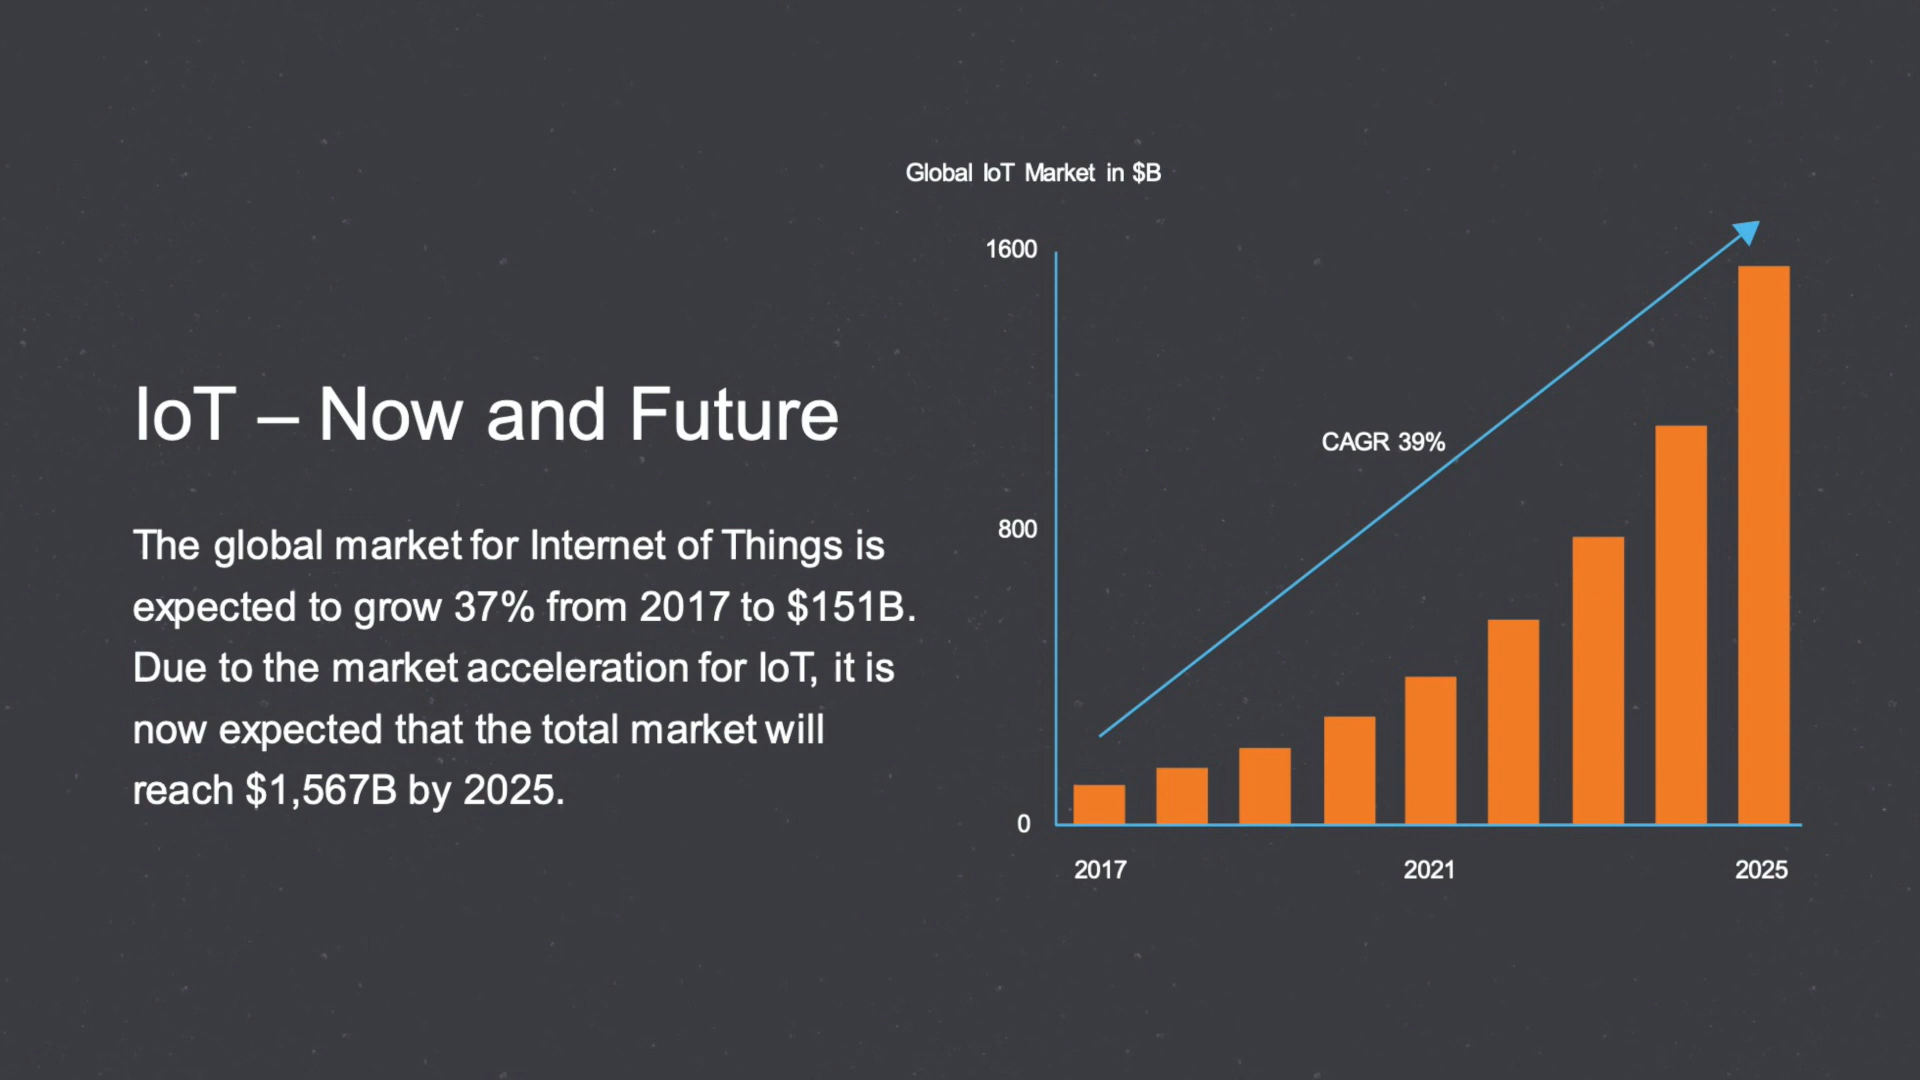 IoT – Now and Future
The global market for Internet of Things is
expected to grow 37% from 2017 to $151B.
Due to the market acceleration for IoT, it is
now expected that the total market will
reach $1,567B by 2025.
Global IoT Market in $B
1600
CAGR 39%
800
0
2017 2021 2025